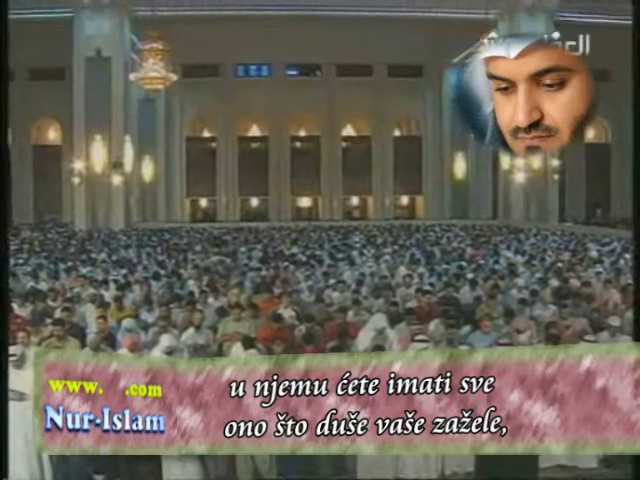 www. .com
Nur-Islam
u njemu ćete imati sve
ono što duše vaše zažele,